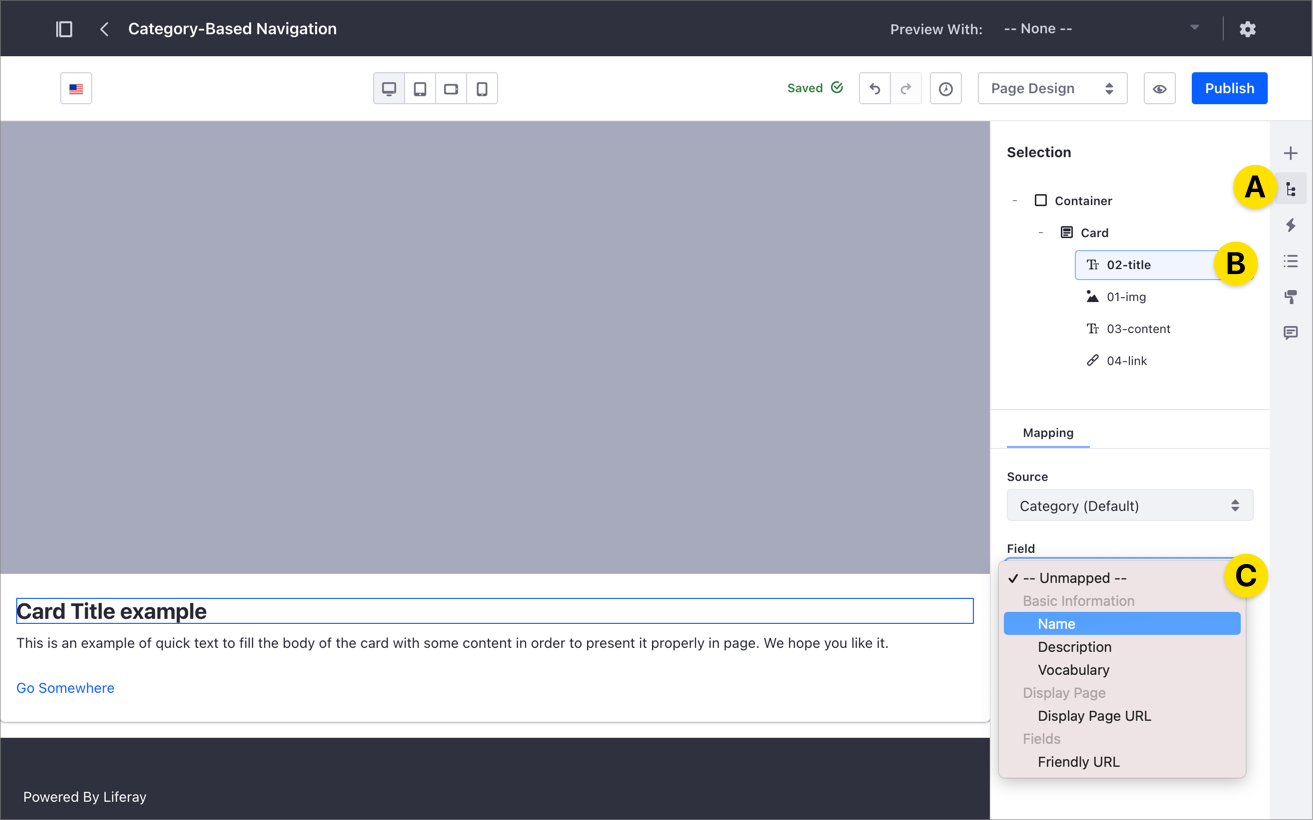 Category-Based Navigation
Preview With: -- None --
Saved
Page Design
Publish
Selection
A
- Container
- Card
02-title
B
01-img
03-content
04-link
Mapping
Source
Category (Default)
Field
C
-- Unmapped --
Basic Information
Name
Description
Vocabulary
Display Page
Display Page URL
Fields
Friendly URL
Card Title example
This is an example of quick text to fill the body of the card with some content in order to present it properly in page. We hope you like it.
Go Somewhere
Powered By Liferay